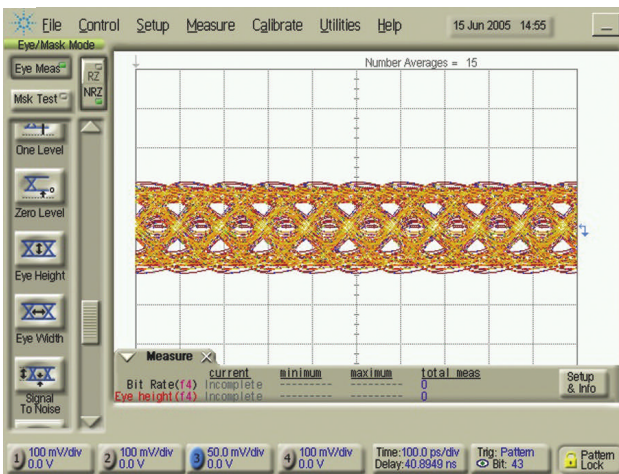 File Control Setup Measure Calibrate Utilities Help 15 Jun 2005 14:55
Eye/Mask Mode
Number Averages = 15
Eye Meas
RZ
NRZ
Msk Test
One Level
Zero Level
Eye Height
Eye Width
Signal
To Noise
Measure
current minimum maximum total meas
Bit Rate(f4) Incomplete --------- --------- 0
Eye height(f4) Incomplete --------- --------- 0
Setup
& Info
1) 100 mV/div 2) 100 mV/div 3) 50.0 mV/div 4) 100 mV/div Time:100.0 ps/div Trig: Pattern Pattern
0.0 V 0.0 V 0.0 V 0.0 V Delay:40.8949 ns Bit: 43 Lock